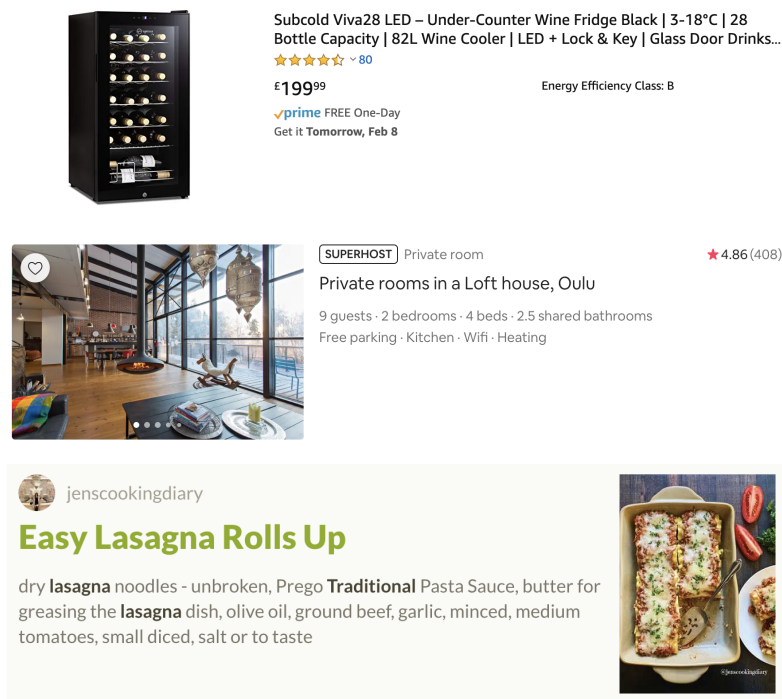 Subcold Viva28 LED – Under-Counter Wine Fridge Black | 3-18°C | 28
Bottle Capacity | 82L Wine Cooler | LED + Lock & Key | Glass Door Drinks...
80
£199.99
Energy Efficiency Class: B
prime FREE One-Day
Get it Tomorrow, Feb 8
SUPERHOST Private room
4.86 (408)
Private rooms in a Loft house, Oulu
9 guests · 2 bedrooms · 4 beds · 2.5 shared bathrooms
Free parking · Kitchen · Wifi · Heating
jenscookingdiary
Easy Lasagna Rolls Up
dry lasagna noodles - unbroken, Prego Traditional Pasta Sauce, butter for
greasing the lasagna dish, olive oil, ground beef, garlic, minced, medium
tomatoes, small diced, salt or to taste
@jenscookingdiary